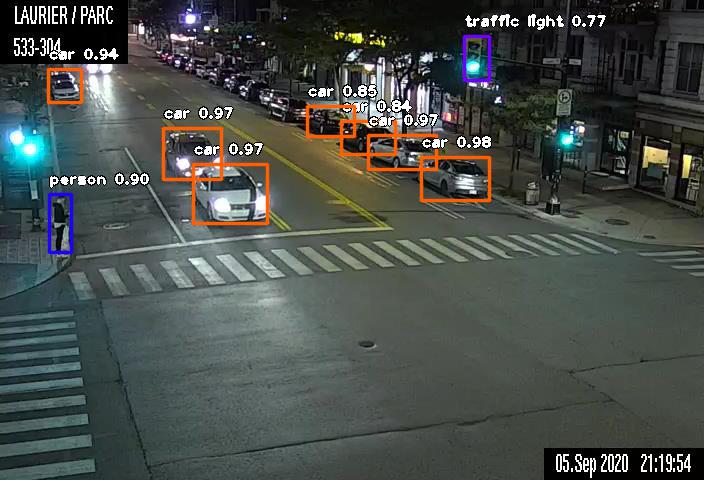 LAURIER / PARC
533-304
traffic light 0.77
car 0.94
car 0.85
car 0.84
car 0.97
car 0.97
car 0.98
car 0.97
person 0.90
P
05.Sep 2020 21:19:54